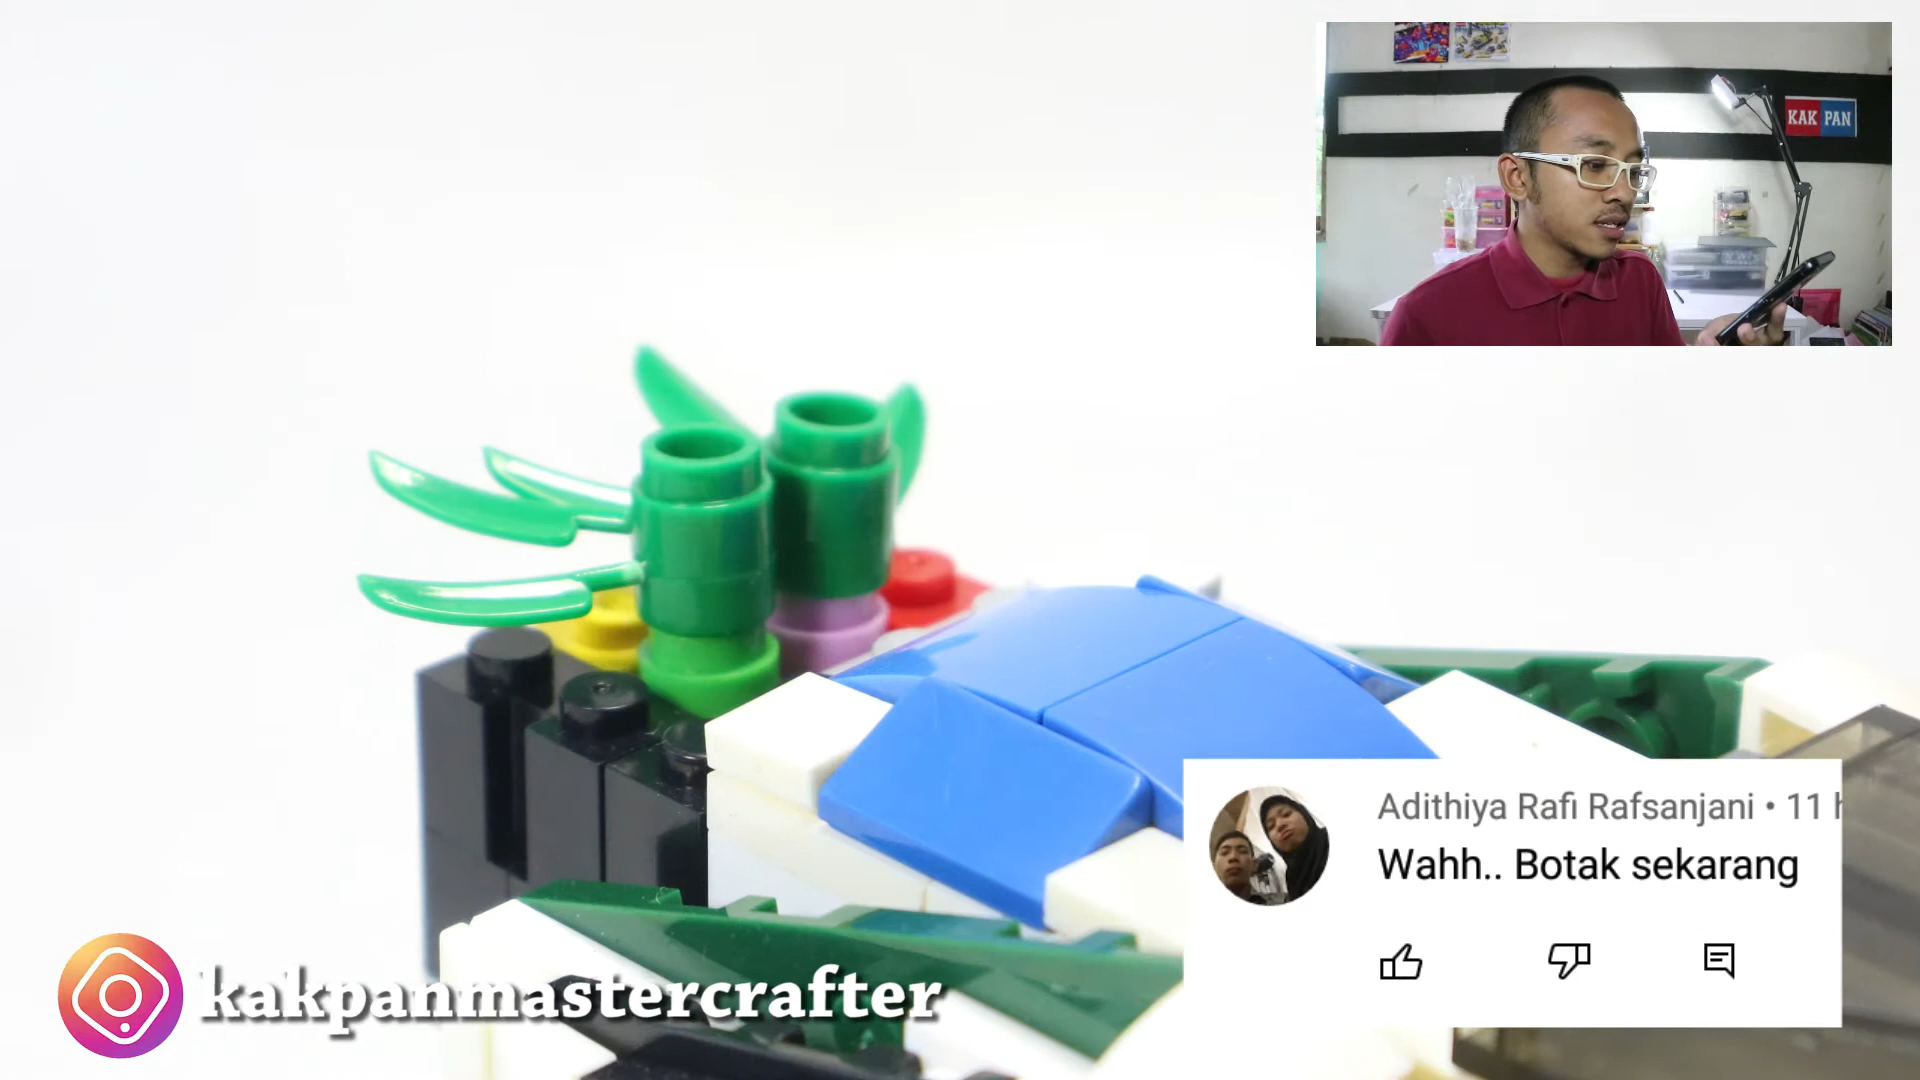 KAK PAN
Adithiya Rafi Rafsanjani • 11 h
Wahh.. Botak sekarang
kakpanmastercrafter